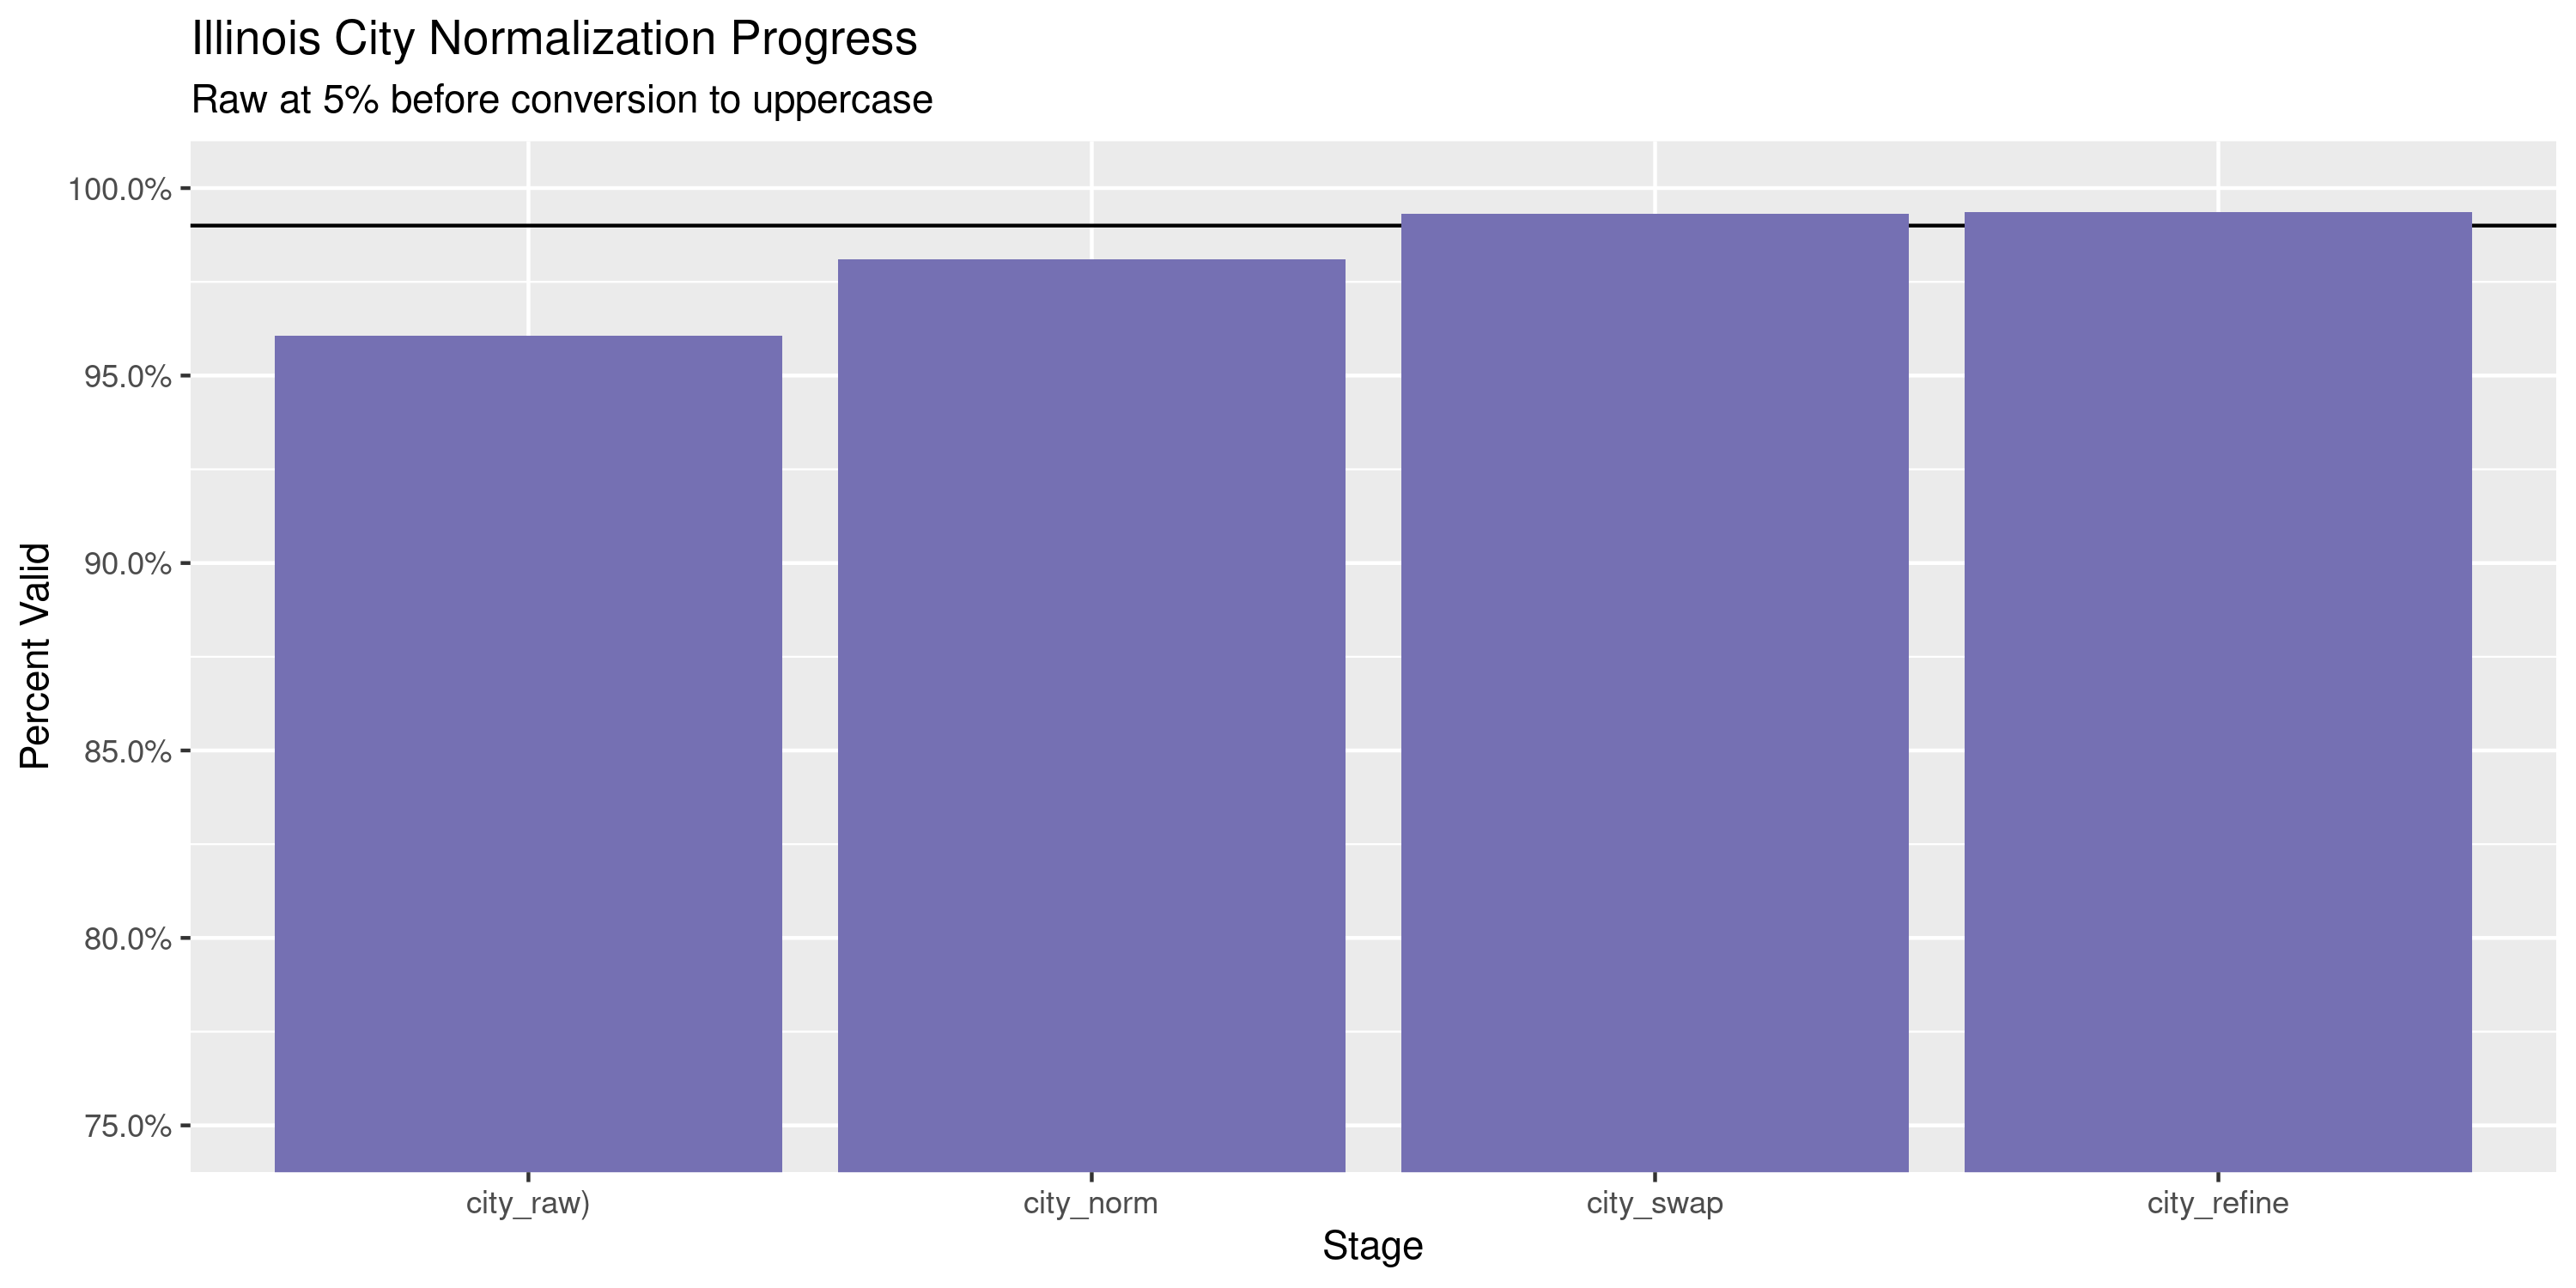 Illinois City Normalization Progress
Raw at 5% before conversion to uppercase
100.0%
95.0%
90.0%
85.0%
80.0%
75.0%
Percent Valid
city_raw)
city_norm
city_swap
city_refine
Stage